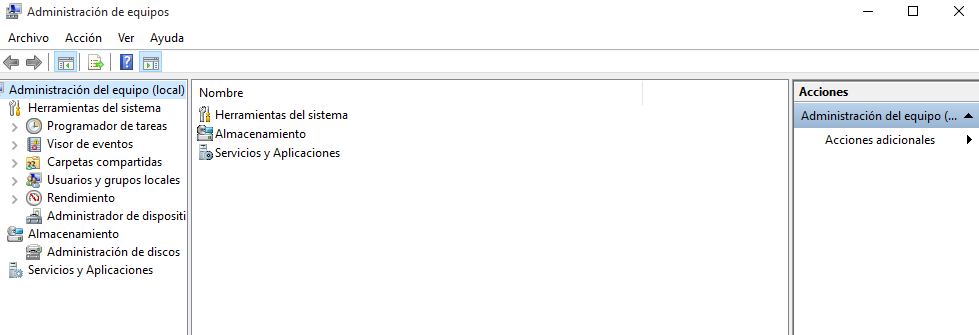 Administración de equipos
Archivo Acción Ver Ayuda
Administración del equipo (local)
Herramientas del sistema
Programador de tareas
Visor de eventos
Carpetas compartidas
Usuarios y grupos locales
Rendimiento
Administrador de dispositi
Almacenamiento
Administración de discos
Servicios y Aplicaciones
Nombre
Herramientas del sistema
Almacenamiento
Servicios y Aplicaciones
Acciones
Administración del equipo (...
Acciones adicionales